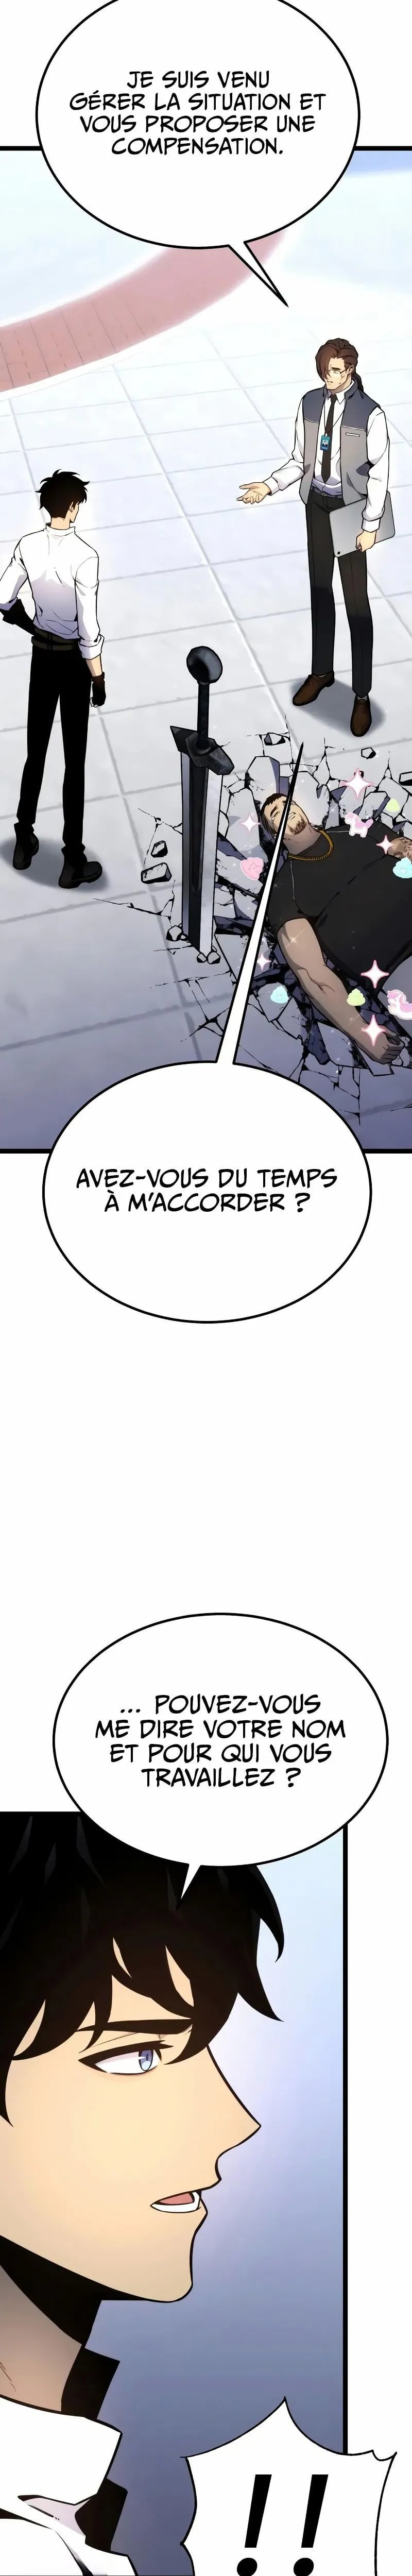 JE SUIS VENU
GÉRER LA SITUATION ET
VOUS PROPOSER UNE
COMPENSATION.
AVEZ-VOUS DU TEMPS
À M'ACCORDER ?
... POUVEZ-VOUS
ME DIRE VOTRE NOM
ET POUR QUI VOUS
TRAVAILLEZ ?
!!